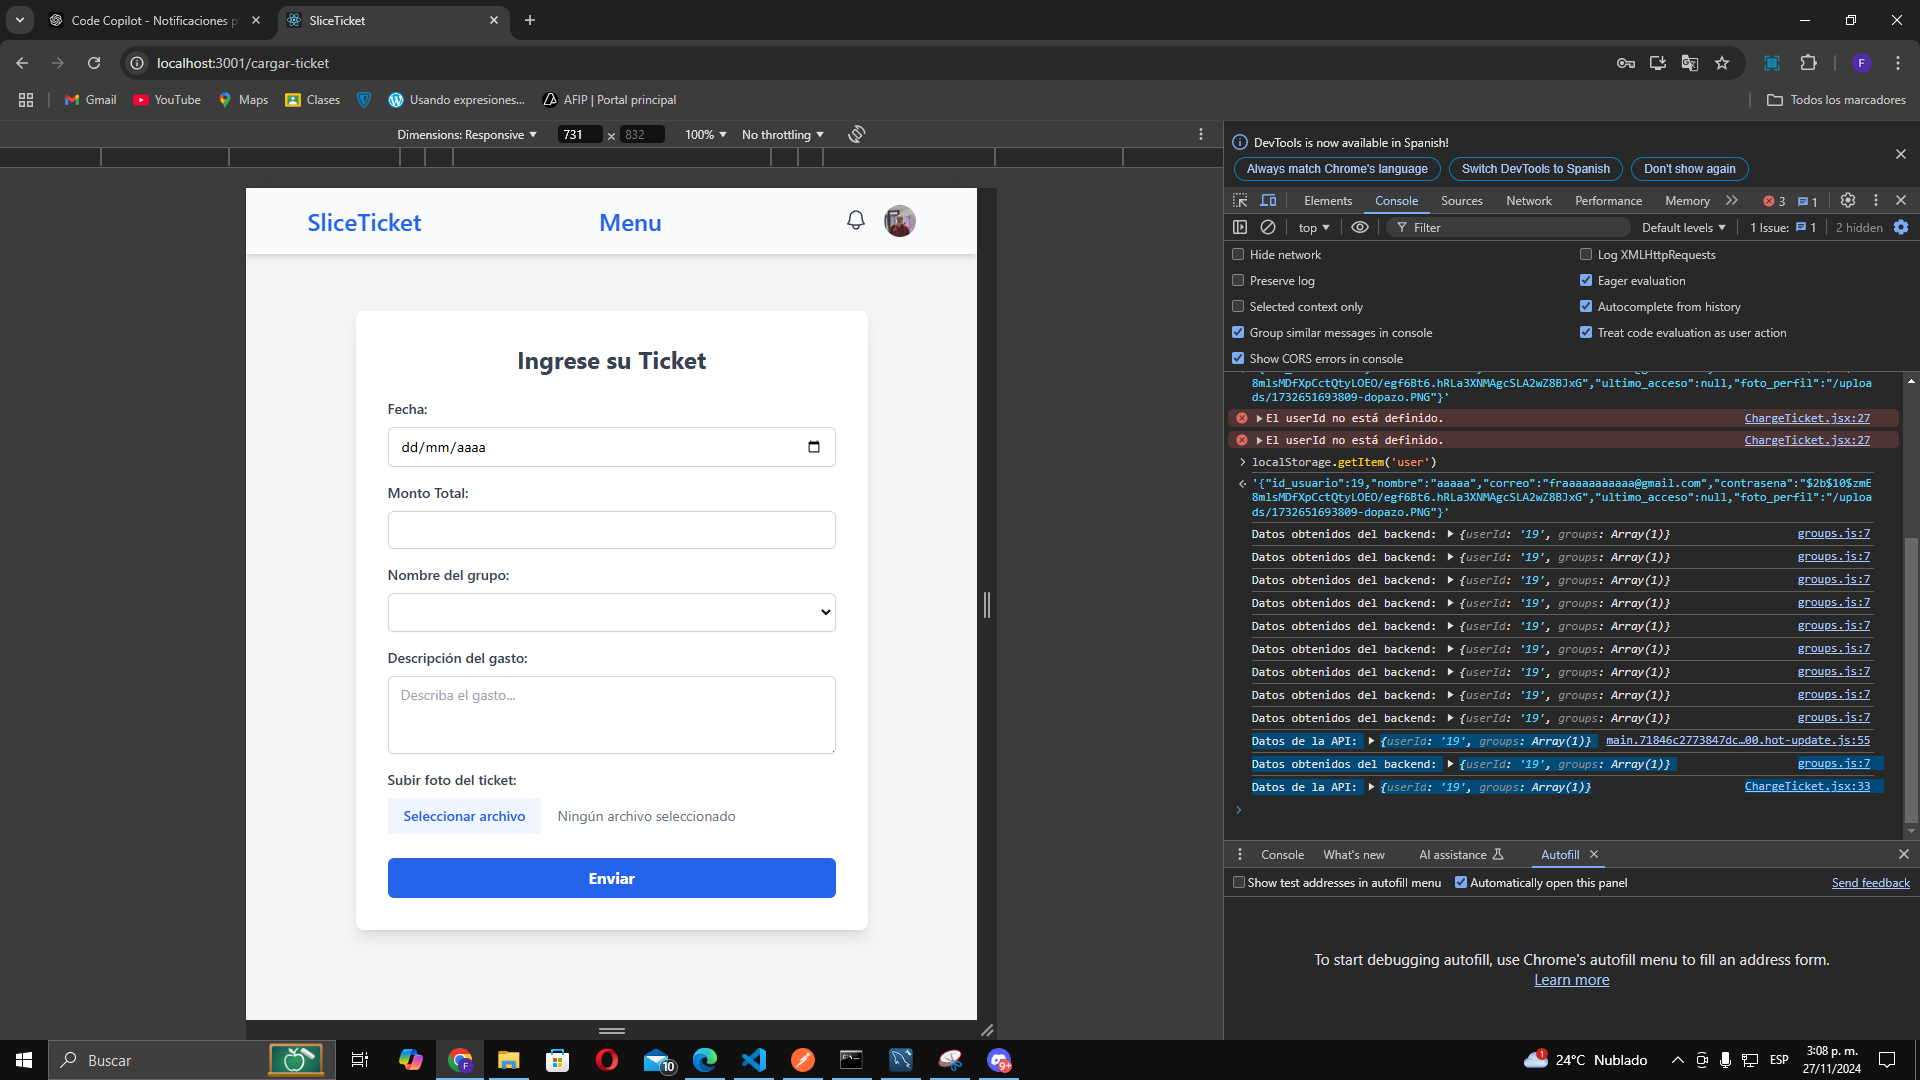 Code Copilot - Notificaciones p
SliceTicket
localhost:3001/cargar-ticket
F
Gmail
YouTube
Maps
Clases
Usando expresiones...
AFIP | Portal principal
Todos los marcadores
Dimensions: Responsive
731
×
832
100%
No throttling
SliceTicket
Menu
Ingrese su Ticket
Fecha:
dd/mm/aaaa
Monto Total:
Nombre del grupo:
Descripción del gasto:
Describa el gasto...
Subir foto del ticket:
Seleccionar archivo
Ningún archivo seleccionado
Enviar
DevTools is now available in Spanish!
Always match Chrome's language
Switch DevTools to Spanish
Don't show again
Elements
Console
Sources
Network
Performance
Memory
3
1
top
Filter
Default levels
1 Issue:
1
2 hidden
Hide network
Log XMLHttpRequests
Preserve log
Eager evaluation
Selected context only
Autocomplete from history
Group similar messages in console
Treat code evaluation as user action
Show CORS errors in console
8mlsMDfXpCctQtyLOEO/egf6Bt6.hRLa3XNMAgcSLA2wZ8BJxG","ultimo_acceso":null,"foto_perfil":"/uploa
ds/1732651693809-dopazo.PNG"}'
El userId no está definido. ChargeTicket.jsx:27
El userId no está definido. ChargeTicket.jsx:27
localStorage.getItem('user')
'{"id_usuario":19,"nombre":"aaaaa","correo":"fraaaaaaaaaaa@gmail.com","contrasena":"$2b$10$zmE
8mlsMDfXpCctQtyLOEO/egf6Bt6.hRLa3XNMAgcSLA2wZ8BJxG","ultimo_acceso":null,"foto_perfil":"/uploa
ds/1732651693809-dopazo.PNG"}'
Datos obtenidos del backend: {userId: '19', groups: Array(1)} groups.js:7
Datos obtenidos del backend: {userId: '19', groups: Array(1)} groups.js:7
Datos obtenidos del backend: {userId: '19', groups: Array(1)} groups.js:7
Datos obtenidos del backend: {userId: '19', groups: Array(1)} groups.js:7
Datos obtenidos del backend: {userId: '19', groups: Array(1)} groups.js:7
Datos obtenidos del backend: {userId: '19', groups: Array(1)} groups.js:7
Datos obtenidos del backend: {userId: '19', groups: Array(1)} groups.js:7
Datos obtenidos del backend: {userId: '19', groups: Array(1)} groups.js:7
Datos obtenidos del backend: {userId: '19', groups: Array(1)} groups.js:7
Datos de la API: {userId: '19', groups: Array(1)} main.71846c2773847dc…00.hot-update.js:55
Datos obtenidos del backend: {userId: '19', groups: Array(1)} groups.js:7
Datos de la API: {userId: '19', groups: Array(1)} ChargeTicket.jsx:33
Console
What's new
AI assistance
Autofill
Show test addresses in autofill menu
Automatically open this panel
Send feedback
To start debugging autofill, use Chrome's autofill menu to fill an address form.
Learn more
Buscar
F
10
9+
1
24°C Nublado
ESP
3:08 p. m.
27/11/2024